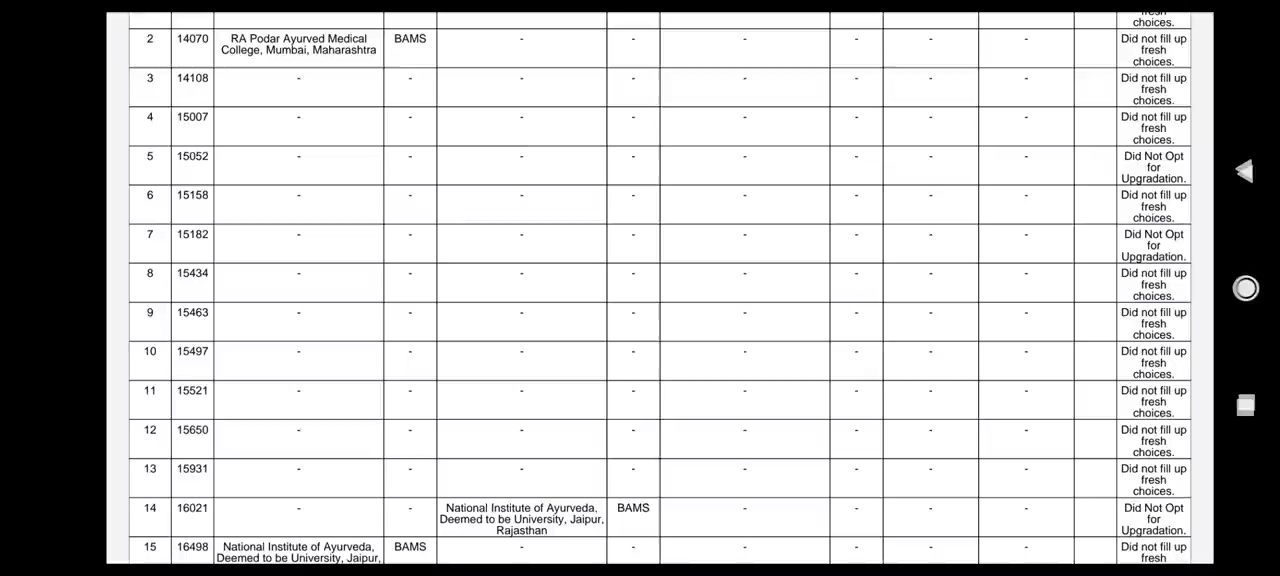 fresh
choices.
2 14070 RA Podar Ayurved Medical College, Mumbai, Maharashtra BAMS - - - - - - Did not fill up fresh choices.
3 14108 - - - - - - - - Did not fill up fresh choices.
4 15007 - - - - - - - - Did not fill up fresh choices.
5 15052 - - - - - - - - Did Not Opt for Upgradation.
6 15158 - - - - - - - - Did not fill up fresh choices.
7 15182 - - - - - - - - Did Not Opt for Upgradation.
8 15434 - - - - - - - - Did not fill up fresh choices.
9 15463 - - - - - - - - Did not fill up fresh choices.
10 15497 - - - - - - - - Did not fill up fresh choices.
11 15521 - - - - - - - - Did not fill up fresh choices.
12 15650 - - - - - - - - Did not fill up fresh choices.
13 15931 - - - - - - - - Did not fill up fresh choices.
14 16021 - - National Institute of Ayurveda, Deemed to be University, Jaipur, Rajasthan BAMS - - - - Did Not Opt for Upgradation.
15 16498 National Institute of Ayurveda, Deemed to be University, Jaipur, BAMS - - - - - - Did not fill up fresh